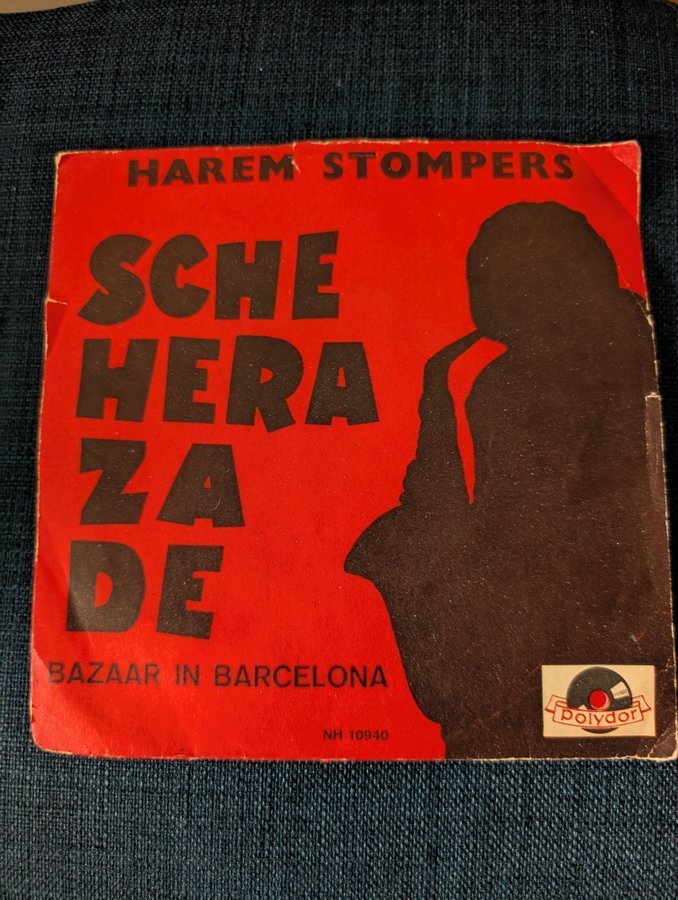 HAREM STOMPERS
SCHE
HERA
ZA
DE
BAZAAR IN BARCELONA
NH 10940
polydor